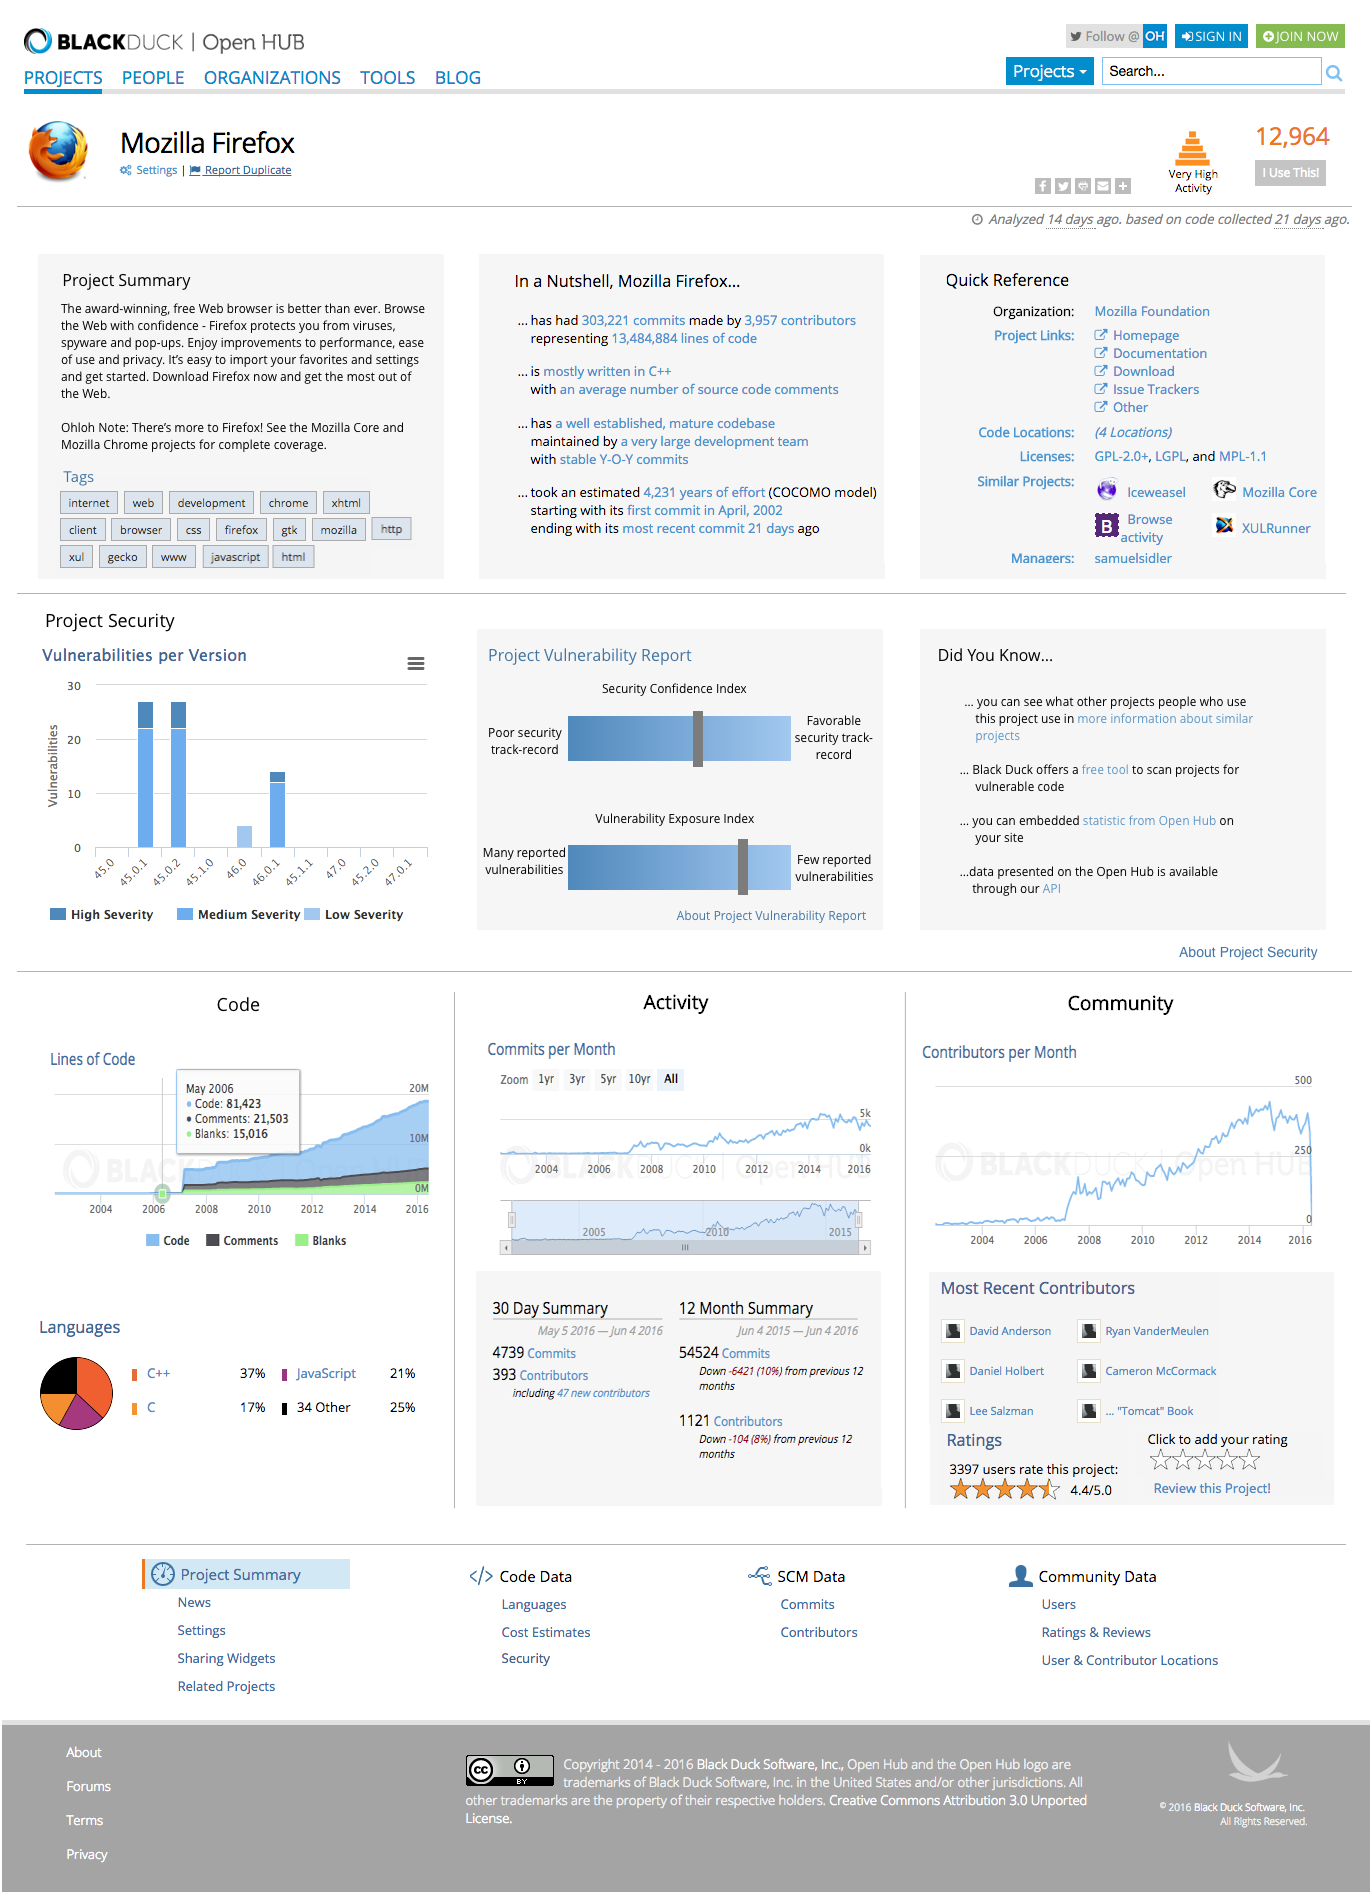 BLACKDUCK | Open HUB
Follow @ OH
SIGN IN
JOIN NOW
PROJECTS PEOPLE ORGANIZATIONS TOOLS BLOG
Projects
Search...
Mozilla Firefox
Settings | Report Duplicate
Very High
Activity
12,964
I Use This!
Analyzed 14 days ago. based on code collected 21 days ago.
Project Summary
The award-winning, free Web browser is better than ever. Browse
the Web with confidence - Firefox protects you from viruses,
spyware and pop-ups. Enjoy improvements to performance, ease
of use and privacy. It's easy to import your favorites and settings
and get started. Download Firefox now and get the most out of
the Web.
Ohloh Note: There's more to Firefox! See the Mozilla Core and
Mozilla Chrome projects for complete coverage.
Tags
internet web development chrome xhtml
client browser css firefox gtk mozilla http
xul gecko www javascript html
In a Nutshell, Mozilla Firefox...
... has had 303,221 commits made by 3,957 contributors
representing 13,484,884 lines of code
... is mostly written in C++
with an average number of source code comments
... has a well established, mature codebase
maintained by a very large development team
with stable Y-O-Y commits
... took an estimated 4,231 years of effort (COCOMO model)
starting with its first commit in April, 2002
ending with its most recent commit 21 days ago
Quick Reference
Organization: Mozilla Foundation
Project Links: Homepage
Documentation
Download
Issue Trackers
Other
Code Locations: (4 Locations)
Licenses: GPL-2.0+, LGPL, and MPL-1.1
Similar Projects: Iceweasel Mozilla Core
B Browse
activity
XULRunner
Managers: samuelsidler
Project Security
Vulnerabilities per Version
Vulnerabilities
30
20
10
0
45.0 45.0.1 45.0.2 45.1.0 46.0 46.0.1 45.1.1 47.0 45.2.0 47.0.1
High Severity Medium Severity Low Severity
Project Vulnerability Report
Security Confidence Index
Poor security
track-record
Favorable
security track-
record
Vulnerability Exposure Index
Many reported
vulnerabilities
Few reported
vulnerabilities
About Project Vulnerability Report
Did You Know...
... you can see what other projects people who use
this project use in more information about similar
projects
... Black Duck offers a free tool to scan projects for
vulnerable code
... you can embedded statistic from Open Hub on
your site
...data presented on the Open Hub is available
through our API
About Project Security
Code
Lines of Code
May 2006
Code: 81,423
Comments: 21,503
Blanks: 15,016
20M
10M
0M
BLACKDUCK | Open HUB
2004 2006 2008 2010 2012 2014 2016
Code Comments Blanks
Languages
C++ 37% JavaScript 21%
C 17% 34 Other 25%
Activity
Commits per Month
Zoom 1yr 3yr 5yr 10yr All
5k
0k
BLACKDUCK | Open HUB
2004 2006 2008 2010 2012 2014 2016
2005 2010 2015
30 Day Summary
May 5 2016 — Jun 4 2016
4739 Commits
393 Contributors
including 47 new contributors
12 Month Summary
Jun 4 2015 — Jun 4 2016
54524 Commits
Down -6421 (10%) from previous 12
months
1121 Contributors
Down -104 (8%) from previous 12
months
Community
Contributors per Month
500
250
0
BLACKDUCK | Open HUB
2004 2006 2008 2010 2012 2014 2016
Most Recent Contributors
David Anderson Ryan VanderMeulen
Daniel Holbert Cameron McCormack
Lee Salzman ... "Tomcat" Book
Ratings
3397 users rate this project:
4.4/5.0
Click to add your rating
Review this Project!
Project Summary
News
Settings
Sharing Widgets
Related Projects
</> Code Data
Languages
Cost Estimates
Security
SCM Data
Commits
Contributors
Community Data
Users
Ratings & Reviews
User & Contributor Locations
About
Forums
Terms
Privacy
cc BY
Copyright 2014 - 2016 Black Duck Software, Inc., Open Hub and the Open Hub logo are
trademarks of Black Duck Software, Inc. in the United States and/or other jurisdictions. All
other trademarks are the property of their respective holders. Creative Commons Attribution 3.0 Unported
License.
© 2016 Black Duck Software, Inc.
All Rights Reserved.